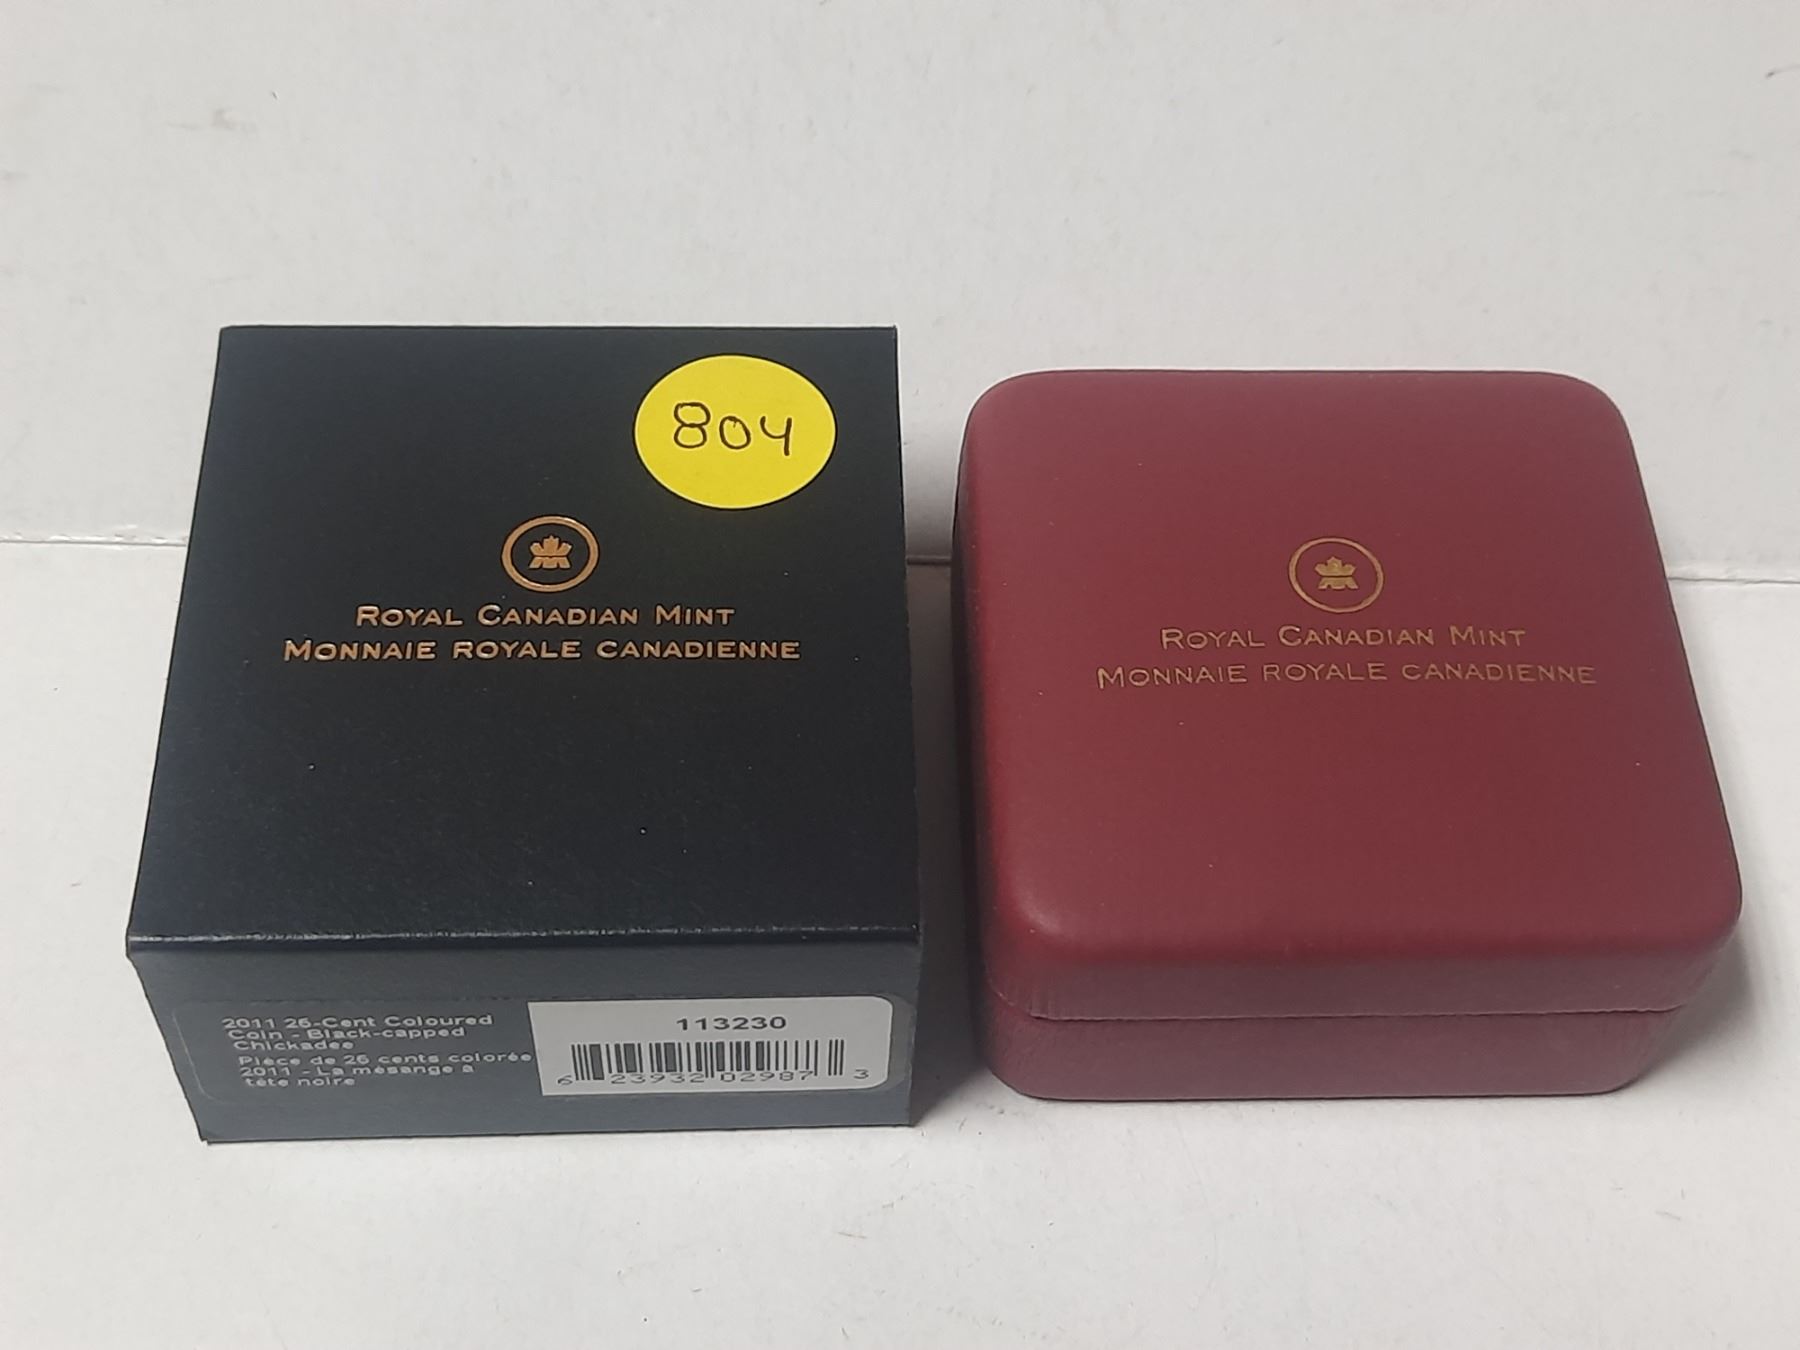 804
ROYAL CANADIAN MINT
MONNAIE ROYALE CANADIENNE
2011 25-Cent Coloured
Coin - Black-capped
Chickadee
Pièce de 25 cents colorée
2011 - La mésange à
tête noire
113230
6 23932 02987 3
ROYAL CANADIAN MINT
MONNAIE ROYALE CANADIENNE